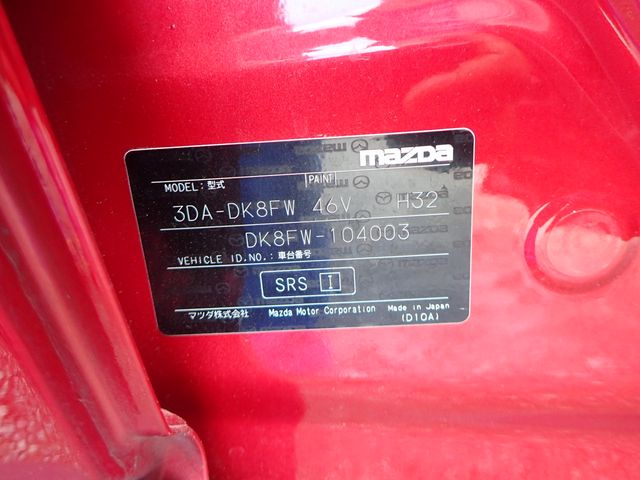 mazda
MODEL: 型式 PAINT
3DA-DK8FW 46V H32
DK8FW-104003
VEHICLE ID.NO.: 車台番号
SRS I
マツダ株式会社 Mazda Motor Corporation Made in Japan
(D10A)